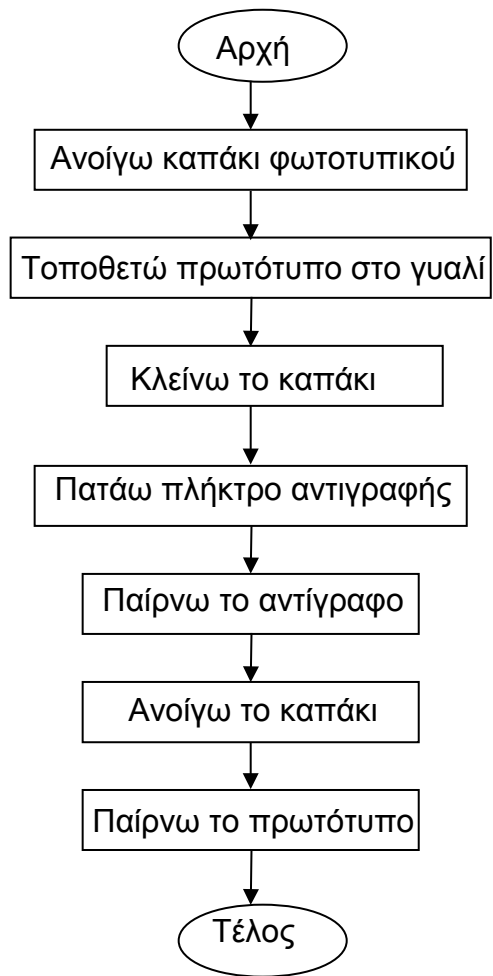 Αρχή
Ανοίγω καπάκι φωτοτυπικού
Τοποθετώ πρωτότυπο στο γυαλί
Κλείνω το καπάκι
Πατάω πλήκτρο αντιγραφής
Παίρνω το αντίγραφο
Ανοίγω το καπάκι
Παίρνω το πρωτότυπο
Τέλος